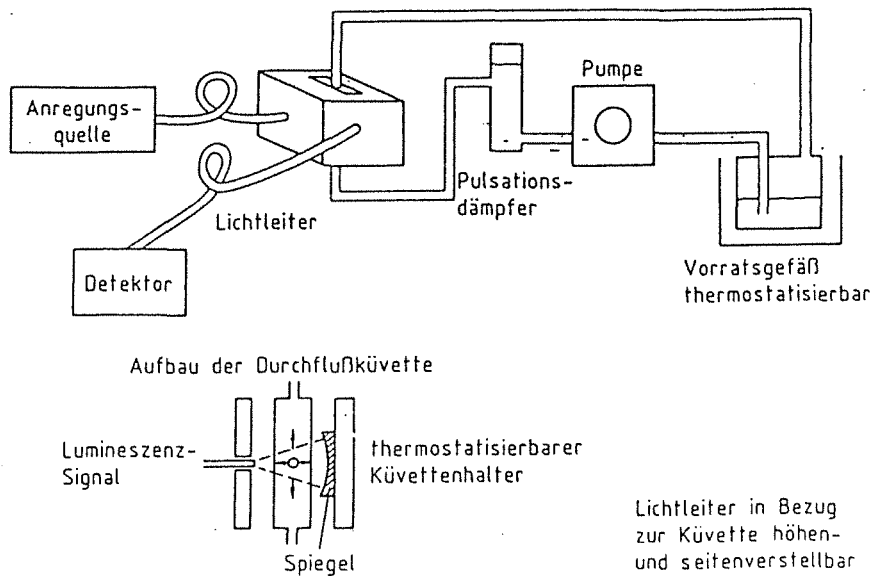 Pumpe
Anregungs-
quelle
Pulsations-
dämpfer
Lichtleiter
Detektor
Vorratsgefäß
thermostatisierbar
Aufbau der Durchflußküvette
Lumineszenz-
Signal
thermostatisierbarer
Küvettenhalter
Spiegel
Lichtleiter in Bezug
zur Küvette höhen-
und seitenverstellbar